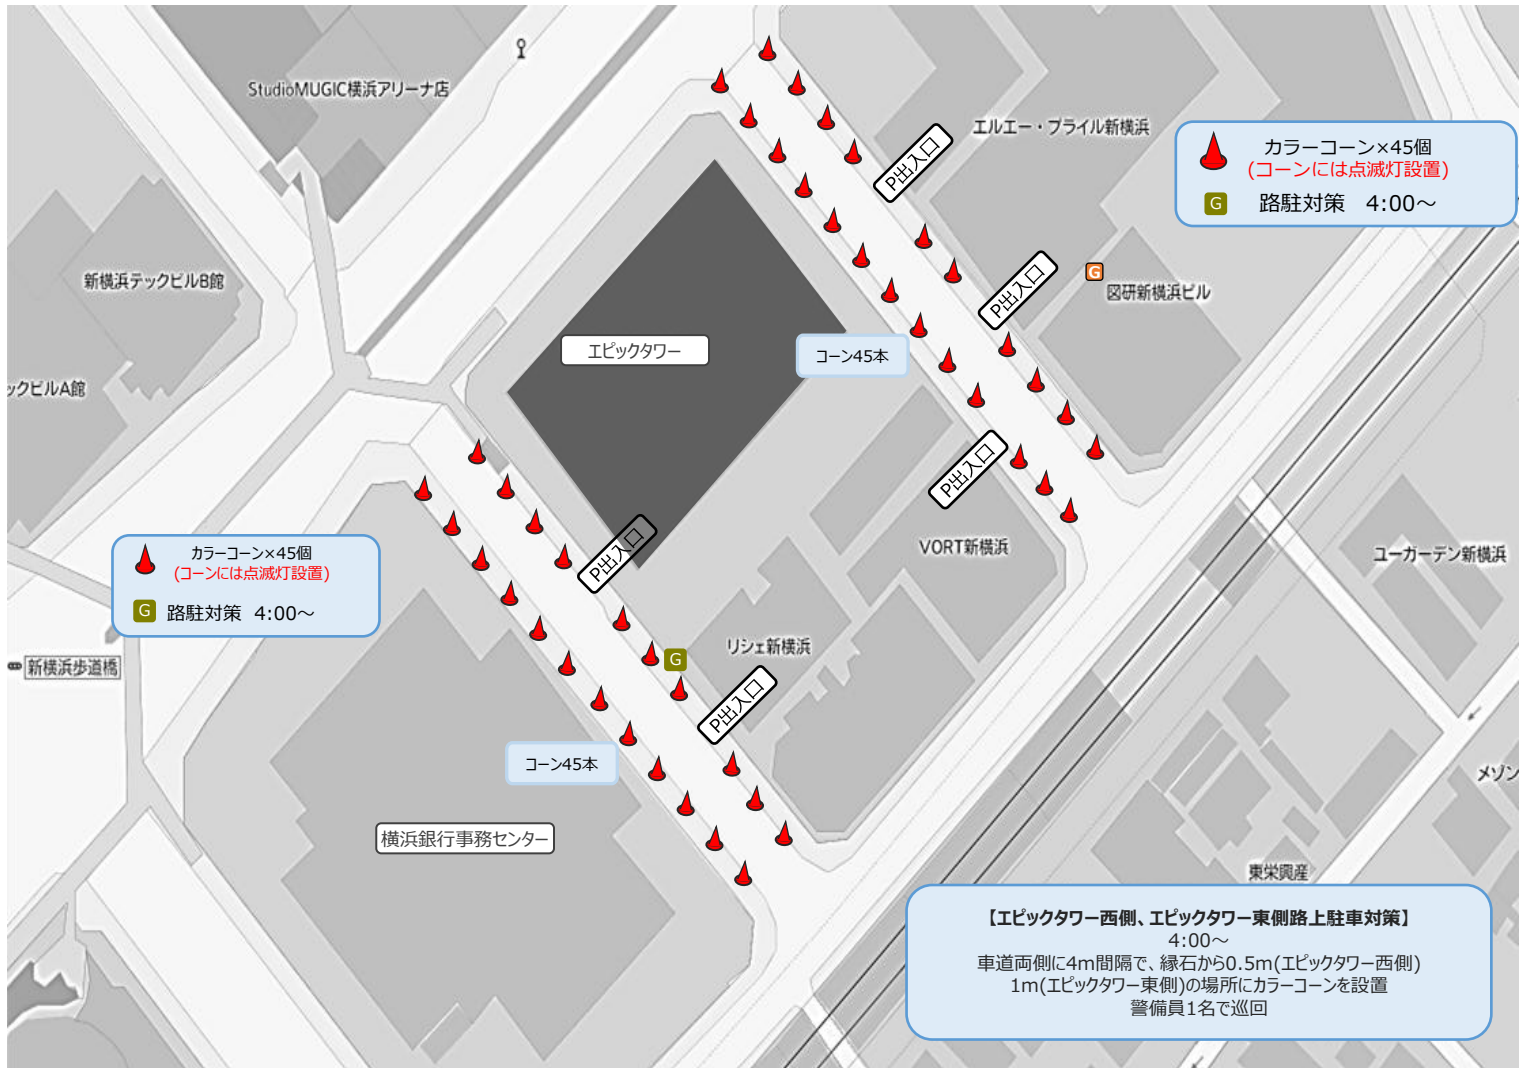 StudioMUGIC横浜アリーナ店
エルエー・プライル新横浜
カラーコーン×45個
(コーンには点滅灯設置)
G 路駐対策 4:00～
P出入口
新横浜テックビルB館
P出入口
G
図研新横浜ビル
エピックタワー
コーン45本
ックビルA館
P出入口
VORT新横浜
ユーガーデン新横浜
P出入口
カラーコーン×45個
(コーンには点滅灯設置)
G 路駐対策 4:00～
リシェ新横浜
G
新横浜歩道橋
P出入口
コーン45本
メゾン
横浜銀行事務センター
東栄興産
【エピックタワー西側、エピックタワー東側路上駐車対策】
4:00～
車道両側に4m間隔で、縁石から0.5m(エピックタワー西側)
1m(エピックタワー東側)の場所にカラーコーンを設置
警備員1名で巡回